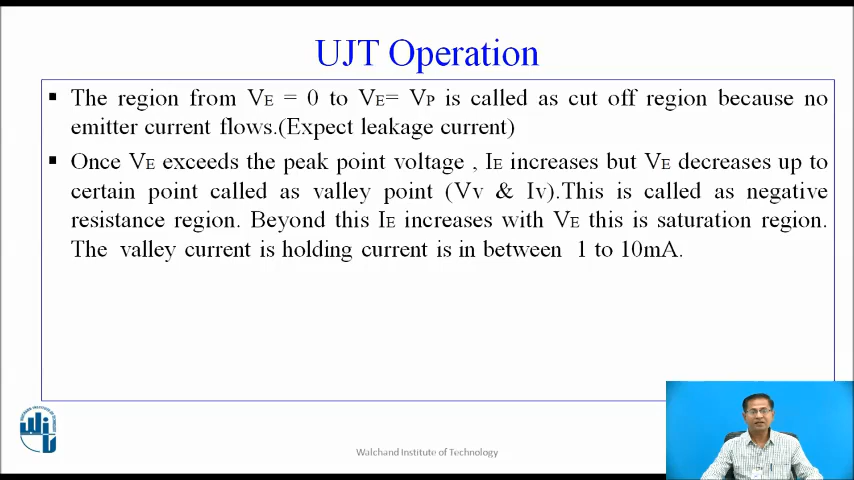 UJT Operation
▪ The region from VE = 0 to VE= VP is called as cut off region because no
emitter current flows.(Expect leakage current)
▪ Once VE exceeds the peak point voltage , IE increases but VE decreases up to
certain point called as valley point (Vv & Iv).This is called as negative
resistance region. Beyond this IE increases with VE this is saturation region.
The valley current is holding current is in between 1 to 10mA.
Walchand Institute of Technology